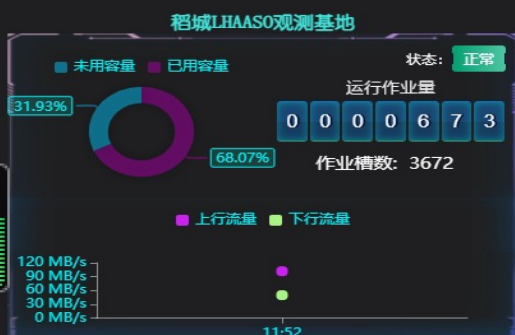 稻城LHAASO观测基地
未用容量 已用容量
状态: 正常
运行作业量
31.93%
0 0 0 0 6 7 3
68.07%
作业槽数: 3672
上行流量 下行流量
120 MB/s
90 MB/s
60 MB/s
30 MB/s
0 MB/s
11:52